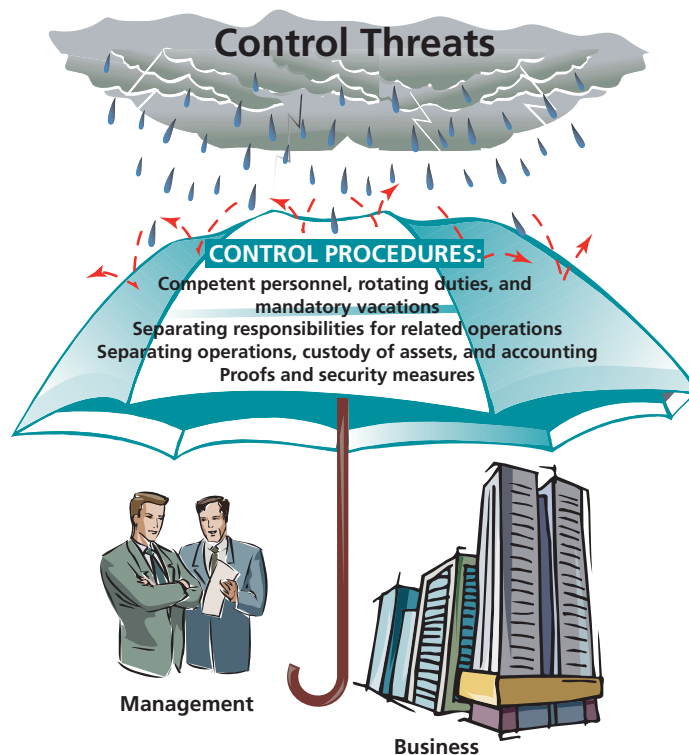 Control Threats
CONTROL PROCEDURES:
Competent personnel, rotating duties, and
mandatory vacations
Separating responsibilities for related operations
Separating operations, custody of assets, and accounting
Proofs and security measures
Management
Business